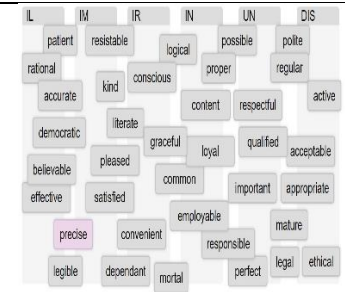 IL IM IR IN UN DIS
patient resistable logical possible polite
rational kind conscious proper regular
accurate content respectful active
democratic literate graceful loyal qualified acceptable
believable pleased common
effective satisfied important appropriate
precise convenient employable responsible mature
legible dependant mortal perfect legal ethical